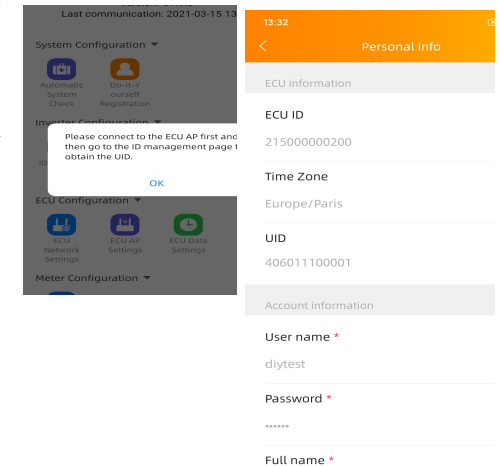 Last communication: 2021-03-15 13
System Configuration
Automatic
System
Check
Do-It-Y
ourself
Registration
Inverter Configuration
Please connect to the ECU AP first and
then go to the ID management page t
obtain the UID.
OK
ID
ECU Configuration
ECU
Network
Settings
ECU AP
Settings
ECU Date
Settings
Meter Configuration
13:32
Personal Info
ECU information
ECU ID
215000000200
Time Zone
Europe/Paris
UID
406011100001
Account information
User name *
diytest
Password *
••••••
Full name *